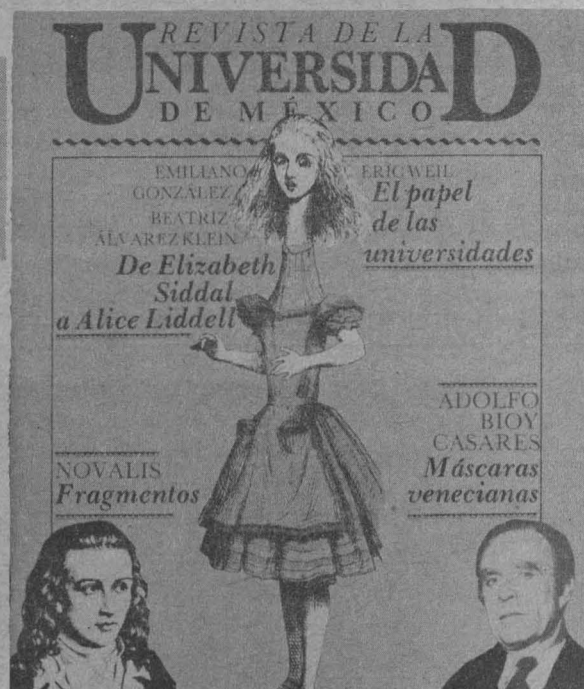 REVISTA DE LA
UNIVERSIDAD
DE MÉXICO
EMILIANO
GONZÁLEZ
BEATRIZ
ÁLVAREZ KLEIN
De Elizabeth
Siddal
a Alice Liddell
ERIC WEIL
El papel
de las
universidades
NOVALIS
Fragmentos
ADOLFO
BIOY
CASARES
Máscaras
venecianas